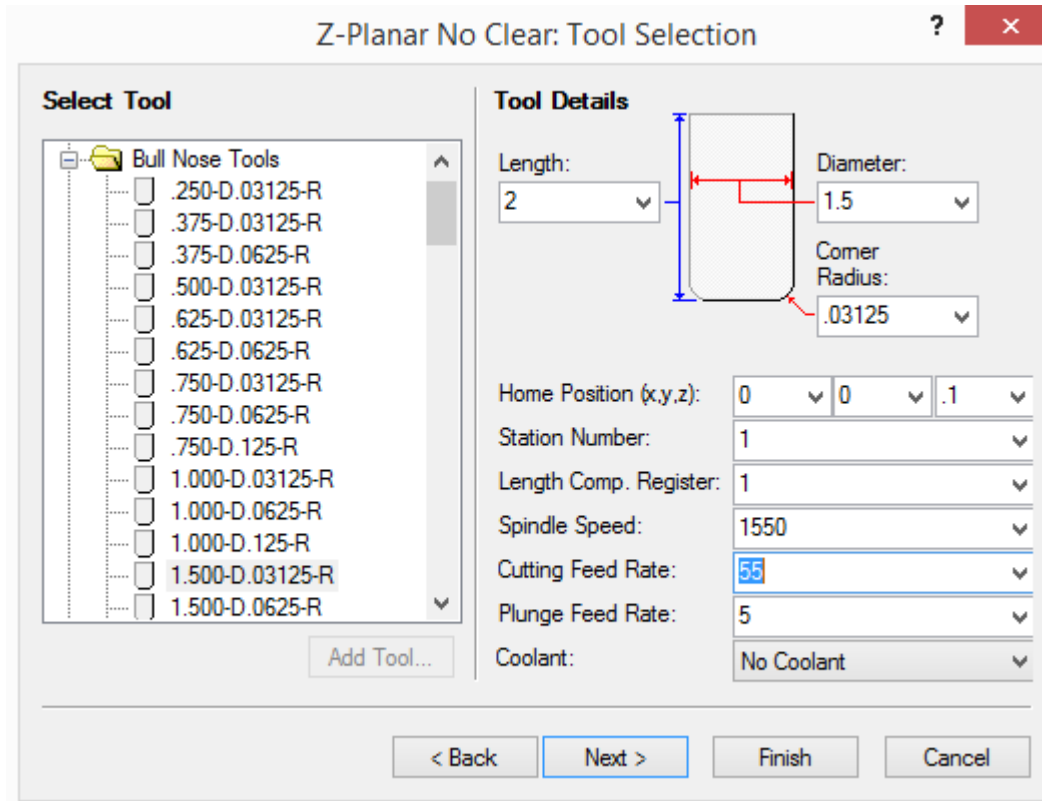 Z-Planar No Clear: Tool Selection
?
Select Tool
Bull Nose Tools
.250-D.03125-R
.375-D.03125-R
.375-D.0625-R
.500-D.03125-R
.625-D.03125-R
.625-D.0625-R
.750-D.03125-R
.750-D.0625-R
.750-D.125-R
1.000-D.03125-R
1.000-D.0625-R
1.000-D.125-R
1.500-D.03125-R
1.500-D.0625-R
Add Tool...
Tool Details
Length:
2
Diameter:
1.5
Corner
Radius:
.03125
Home Position (x,y,z): 0 0 .1
Station Number: 1
Length Comp. Register: 1
Spindle Speed: 1550
Cutting Feed Rate: 55
Plunge Feed Rate: 5
Coolant: No Coolant
< Back Next > Finish Cancel